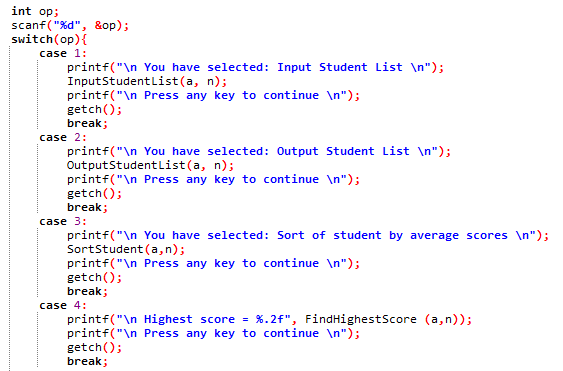 int op;
scanf("%d", &op);
switch(op){
case 1:
printf("\n You have selected: Input Student List \n");
InputStudentList(a, n);
printf("\n Press any key to continue \n");
getch();
break;
case 2:
printf("\n You have selected: Output Student List \n");
OutputStudentList(a, n);
printf("\n Press any key to continue \n");
getch();
break;
case 3:
printf("\n You have selected: Sort of student by average scores \n");
SortStudent(a,n);
printf("\n Press any key to continue \n");
getch();
break;
case 4:
printf("\n Highest score = %.2f", FindHighestScore (a,n));
printf("\n Press any key to continue \n");
getch();
break;